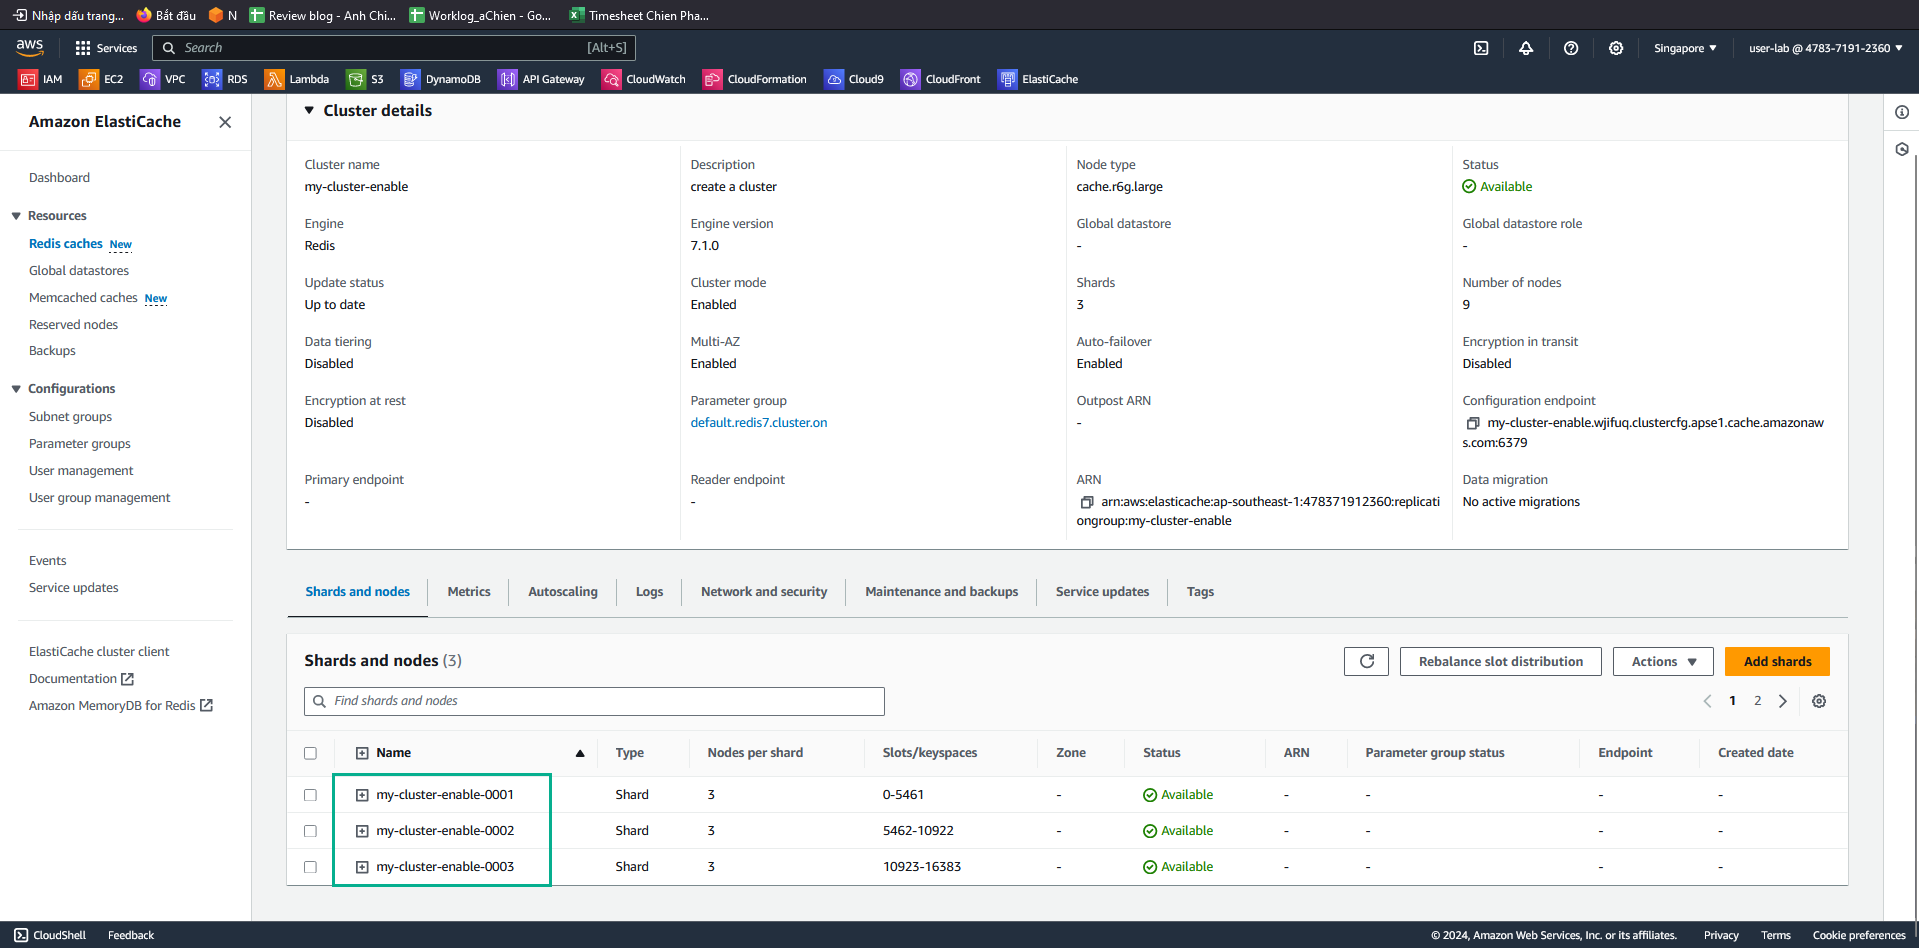 Nhập dấu trang...
Bắt đầu
N
Review blog - Anh Chi...
Worklog_aChien - Go...
Timesheet Chien Pha...
aws
Services
Search
[Alt+S]
Singapore
user-lab @ 4783-7191-2360
IAM
EC2
VPC
RDS
Lambda
S3
DynamoDB
API Gateway
CloudWatch
CloudFormation
Cloud9
CloudFront
ElastiCache
Amazon ElastiCache
Dashboard
Resources
Redis caches New
Global datastores
Memcached caches New
Reserved nodes
Backups
Configurations
Subnet groups
Parameter groups
User management
User group management
Events
Service updates
ElastiCache cluster client
Documentation
Amazon MemoryDB for Redis
Cluster details
Cluster name
my-cluster-enable
Description
create a cluster
Node type
cache.r6g.large
Status
Available
Engine
Redis
Engine version
7.1.0
Global datastore
-
Global datastore role
-
Update status
Up to date
Cluster mode
Enabled
Shards
3
Number of nodes
9
Data tiering
Disabled
Multi-AZ
Enabled
Auto-failover
Enabled
Encryption in transit
Disabled
Encryption at rest
Disabled
Parameter group
default.redis7.cluster.on
Outpost ARN
-
Configuration endpoint
my-cluster-enable.wjifuq.clustercfg.apse1.cache.amazonaw
s.com:6379
Primary endpoint
-
Reader endpoint
-
ARN
arn:aws:elasticache:ap-southeast-1:478371912360:replicati
ongroup:my-cluster-enable
Data migration
No active migrations
Shards and nodes
Metrics
Autoscaling
Logs
Network and security
Maintenance and backups
Service updates
Tags
Shards and nodes (3)
Rebalance slot distribution
Actions
Add shards
Find shards and nodes
1 2
Name Type Nodes per shard Slots/keyspaces Zone Status ARN Parameter group status Endpoint Created date
my-cluster-enable-0001 Shard 3 0-5461 - Available - - - -
my-cluster-enable-0002 Shard 3 5462-10922 - Available - - - -
my-cluster-enable-0003 Shard 3 10923-16383 - Available - - - -
CloudShell
Feedback
© 2024, Amazon Web Services, Inc. or its affiliates.
Privacy
Terms
Cookie preferences